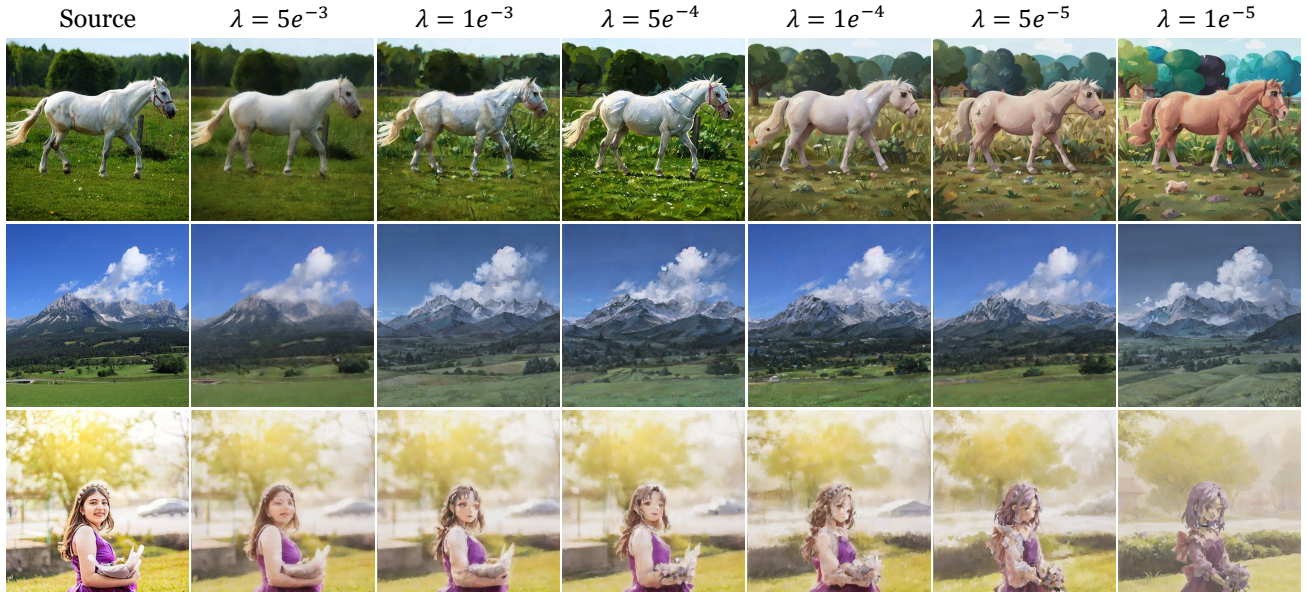 Source λ = 5e⁻³ λ = 1e⁻³ λ = 5e⁻⁴ λ = 1e⁻⁴ λ = 5e⁻⁵ λ = 1e⁻⁵